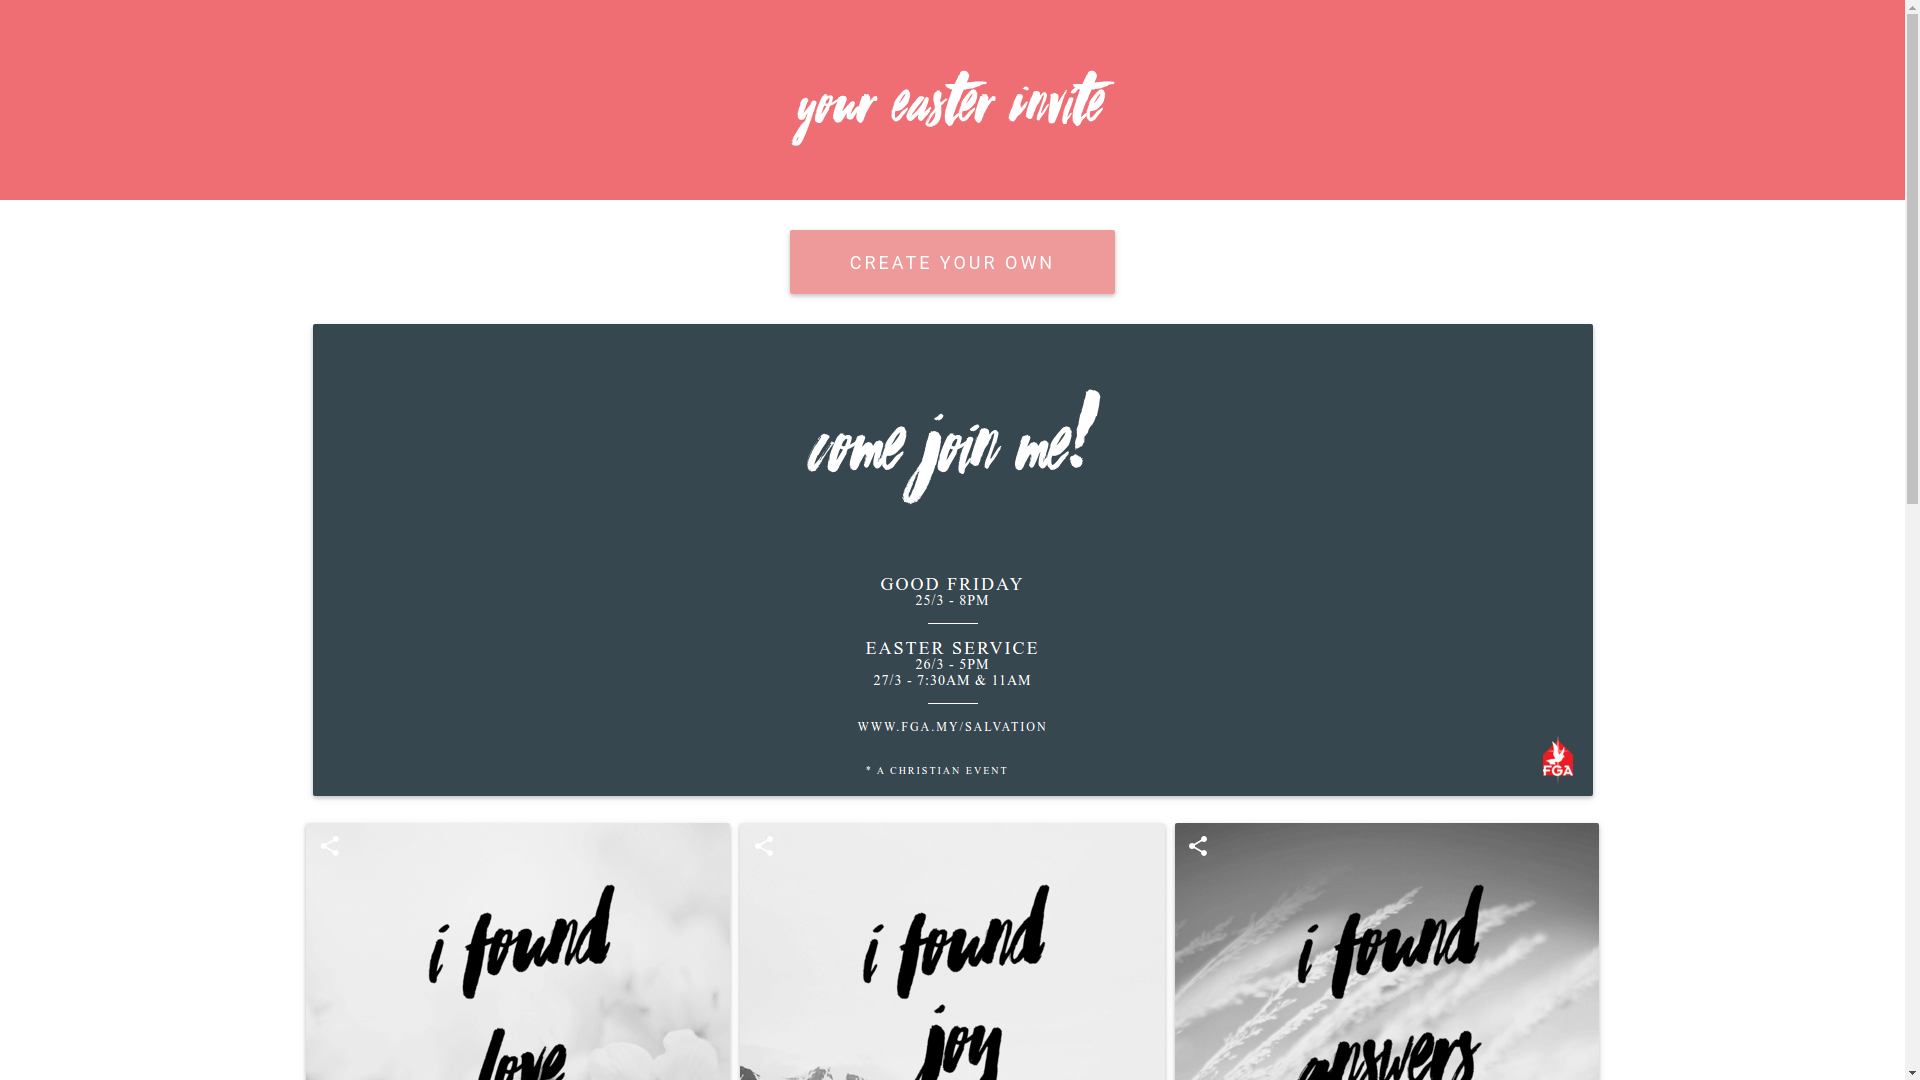 your easter invite
CREATE YOUR OWN
come join me!
GOOD FRIDAY
25/3 - 8PM
EASTER SERVICE
26/3 - 5PM
27/3 - 7:30AM & 11AM
WWW.FGA.MY/SALVATION
* A CHRISTIAN EVENT
FGA
i found
love
i found
joy
i found
answers